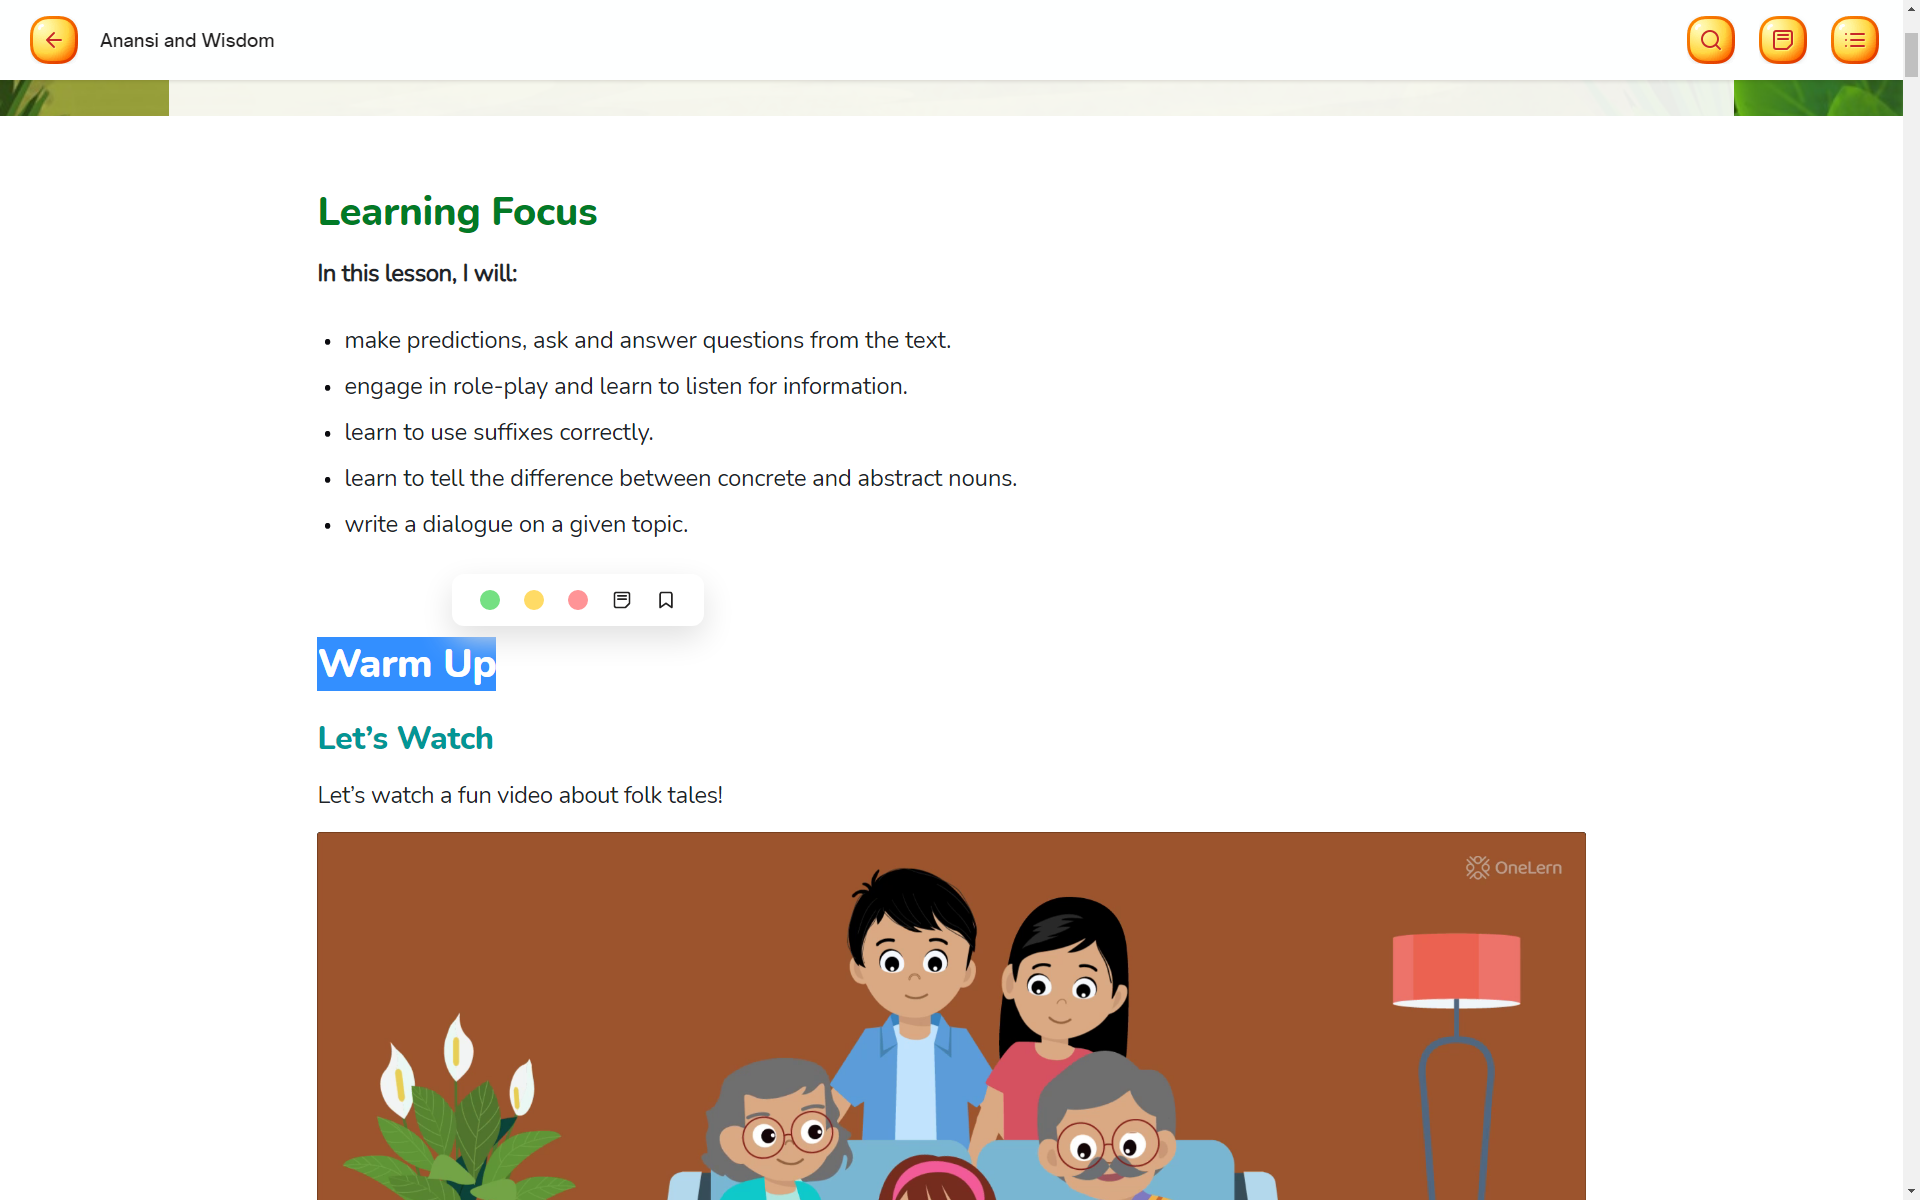 Anansi and Wisdom
Learning Focus
In this lesson, I will:
• make predictions, ask and answer questions from the text.
• engage in role-play and learn to listen for information.
• learn to use suffixes correctly.
• learn to tell the difference between concrete and abstract nouns.
• write a dialogue on a given topic.
Warm Up
Let’s Watch
Let’s watch a fun video about folk tales!
OneLern